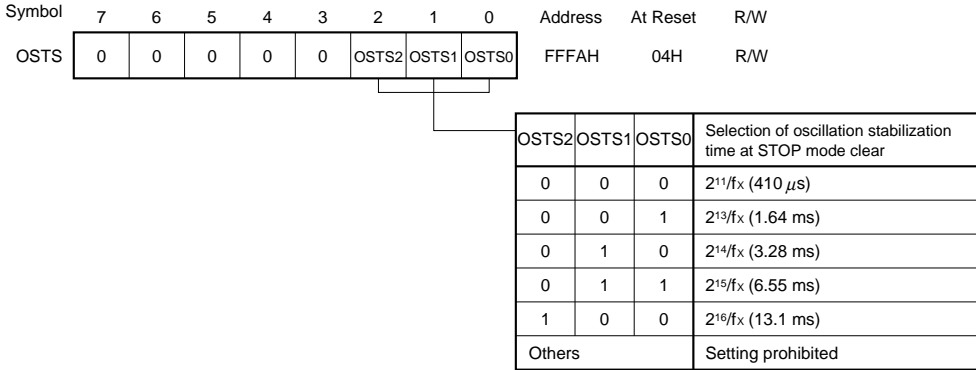 Symbol 7 6 5 4 3 2 1 0 Address At Reset R/W
OSTS 0 0 0 0 0 OSTS2 OSTS1 OSTS0 FFFAH 04H R/W
OSTS2 OSTS1 OSTS0 Selection of oscillation stabilization
time at STOP mode clear
0 0 0 2¹¹/fx (410 µs)
0 0 1 2¹³/fx (1.64 ms)
0 1 0 2¹⁴/fx (3.28 ms)
0 1 1 2¹⁵/fx (6.55 ms)
1 0 0 2¹⁶/fx (13.1 ms)
Others Setting prohibited